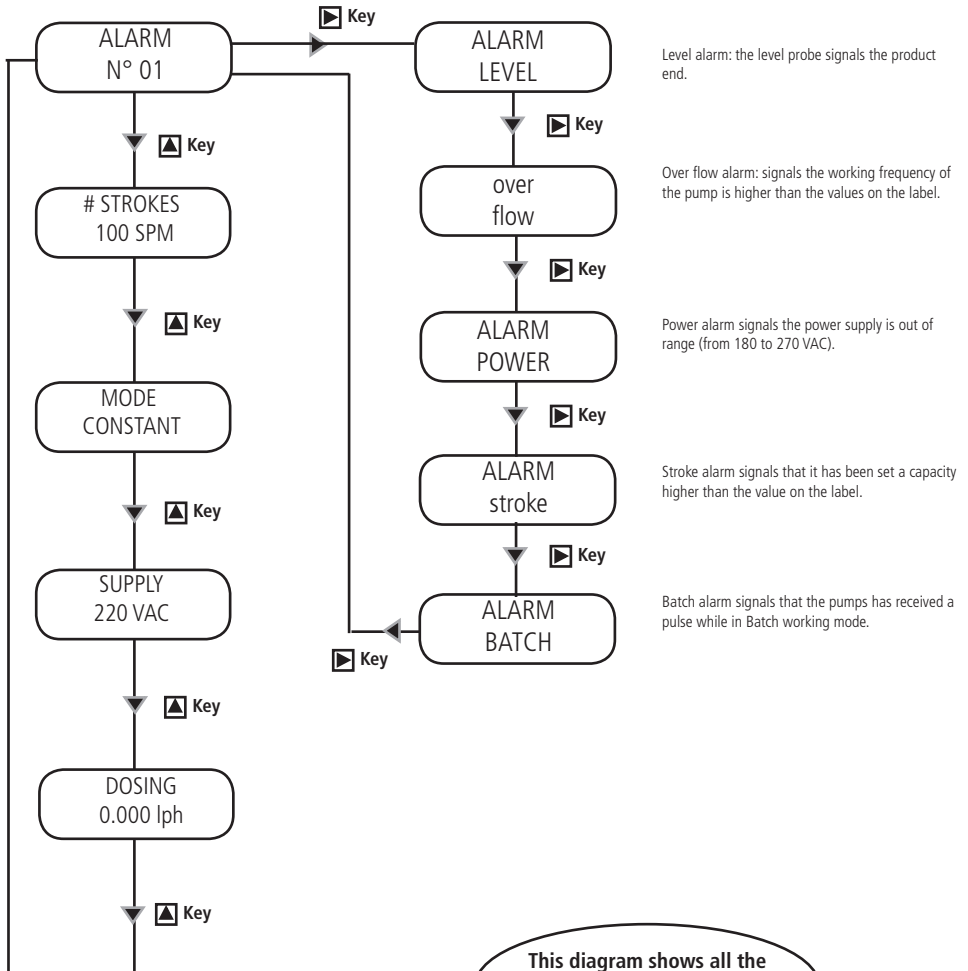 Key
ALARM
N° 01
ALARM
LEVEL
Level alarm: the level probe signals the product
end.
Key
Key
# STROKES
100 SPM
over
flow
Over flow alarm: signals the working frequency of
the pump is higher than the values on the label.
Key
Key
ALARM
POWER
Power alarm signals the power supply is out of
range (from 180 to 270 VAC).
MODE
CONSTANT
Key
ALARM
stroke
Stroke alarm signals that it has been set a capacity
higher than the value on the label.
Key
Key
SUPPLY
220 VAC
ALARM
BATCH
Batch alarm signals that the pumps has received a
pulse while in Batch working mode.
Key
Key
DOSING
0.000 lph
Key
This diagram shows all the